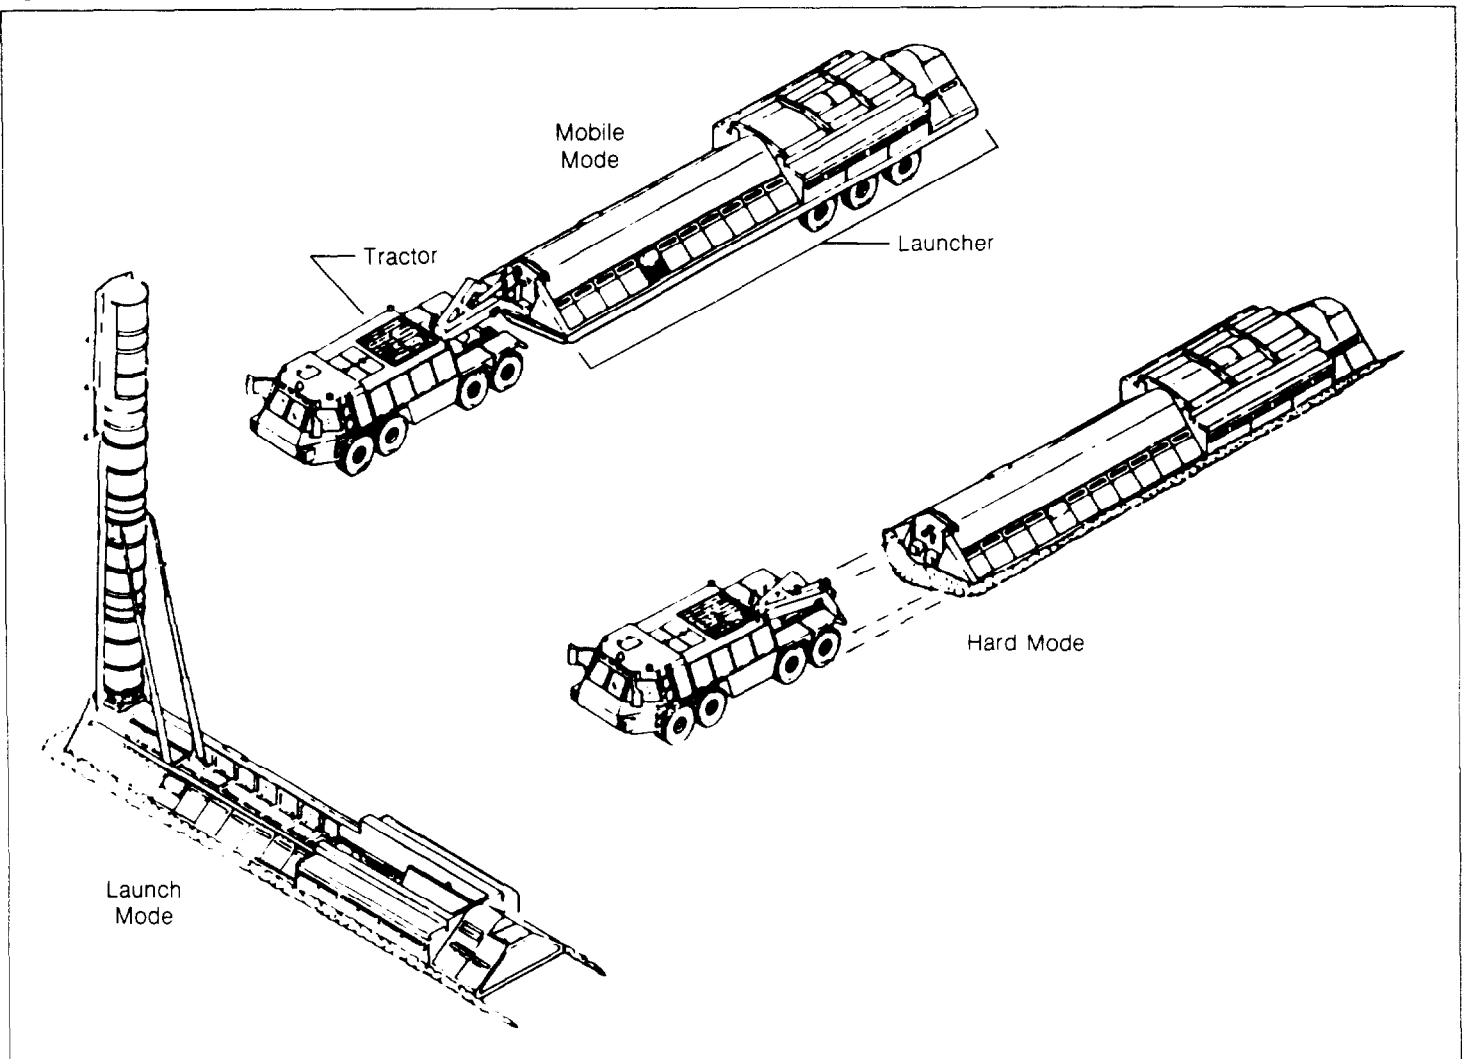 Mobile
Mode
Tractor
Launcher
Hard Mode
Launch
Mode